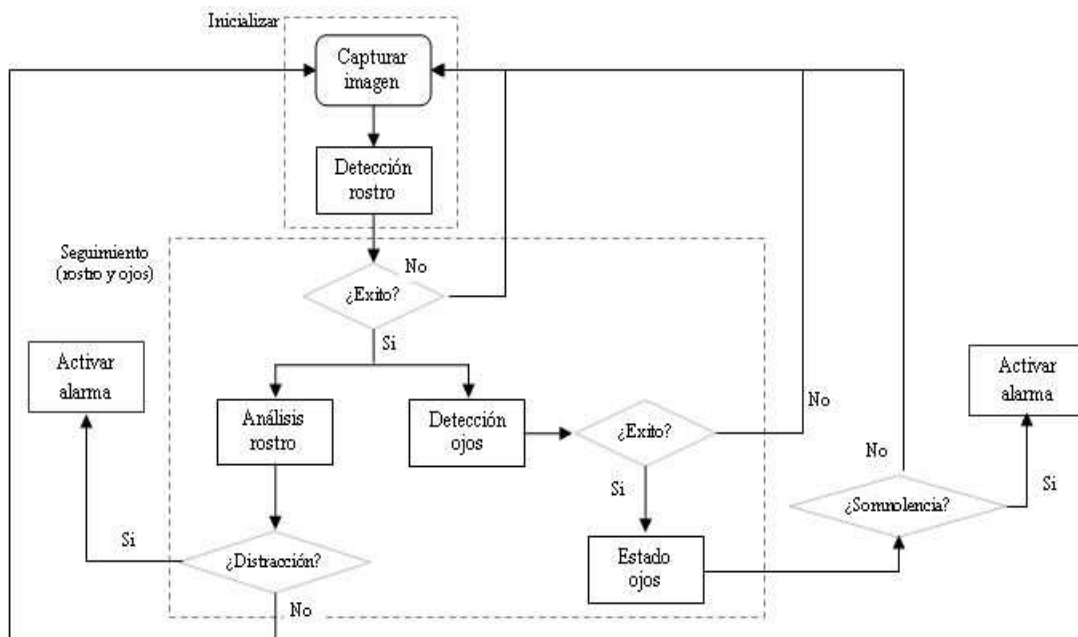 Inicializar
Capturar
imagen
Detección
rostro
Seguimiento
(rostro y ojos)
No
¿Exito?
Si
Activar
alarma
Análisis
rostro
Detección
ojos
¿Exito?
No
Activar
alarma
Si
No
¿Somnolencia?
Si
Si
¿Distracción?
Estado
ojos
No